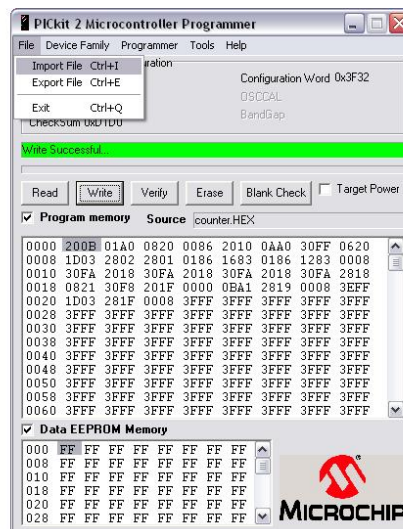 PICkit 2 Microcontroller Programmer
File Device Family Programmer Tools Help
Import File Ctrl+I
Export File Ctrl+E
Exit Ctrl+Q
Configuration Word 0x3F32
OSCCAL
BandGap
CheckSum 0xD1D0
Write Successful...
Read Write Verify Erase Blank Check Target Power
Program memory Source counter.HEX
0000 200B 01A0 0820 0086 2010 0AA0 30FF 0620
0008 1D03 2802 2801 0186 1683 0186 1283 0008
0010 30FA 2018 30FA 2018 30FA 2018 30FA 2818
0018 0821 30F8 201F 0000 0BA1 2819 0008 3EFF
0020 1D03 281F 0008 3FFF 3FFF 3FFF 3FFF 3FFF
0028 3FFF 3FFF 3FFF 3FFF 3FFF 3FFF 3FFF 3FFF
0030 3FFF 3FFF 3FFF 3FFF 3FFF 3FFF 3FFF 3FFF
0038 3FFF 3FFF 3FFF 3FFF 3FFF 3FFF 3FFF 3FFF
0040 3FFF 3FFF 3FFF 3FFF 3FFF 3FFF 3FFF 3FFF
0048 3FFF 3FFF 3FFF 3FFF 3FFF 3FFF 3FFF 3FFF
0050 3FFF 3FFF 3FFF 3FFF 3FFF 3FFF 3FFF 3FFF
0058 3FFF 3FFF 3FFF 3FFF 3FFF 3FFF 3FFF 3FFF
0060 3FFF 3FFF 3FFF 3FFF 3FFF 3FFF 3FFF 3FFF
Data EEPROM Memory
000 FF FF FF FF FF FF FF FF
008 FF FF FF FF FF FF FF FF
010 FF FF FF FF FF FF FF FF
018 FF FF FF FF FF FF FF FF
020 FF FF FF FF FF FF FF FF
028 FF FF FF FF FF FF FF FF
MICROCHIP